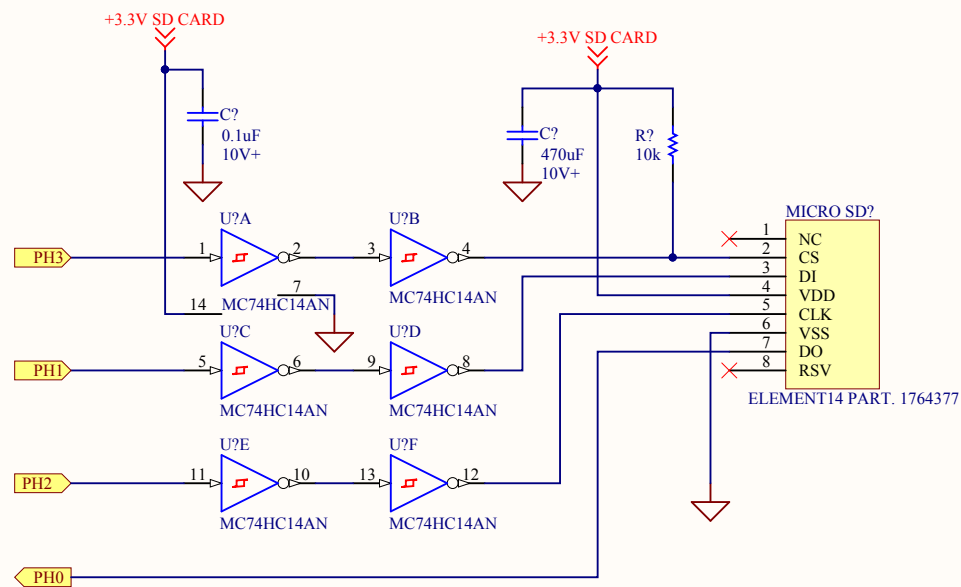 +3.3V SD CARD
+3.3V SD CARD
C?
0.1uF
10V+
C?
470uF
10V+
R?
10k
MICRO SD?
U?A
U?B
PH3
1
2
3
4
MC74HC14AN
MC74HC14AN
14
7
1
NC
2
CS
3
DI
4
VDD
5
CLK
6
VSS
7
DO
8
RSV
ELEMENT14 PART. 1764377
U?C
U?D
PH1
5
6
9
8
MC74HC14AN
MC74HC14AN
U?E
U?F
PH2
11
10
13
12
MC74HC14AN
MC74HC14AN
PH0